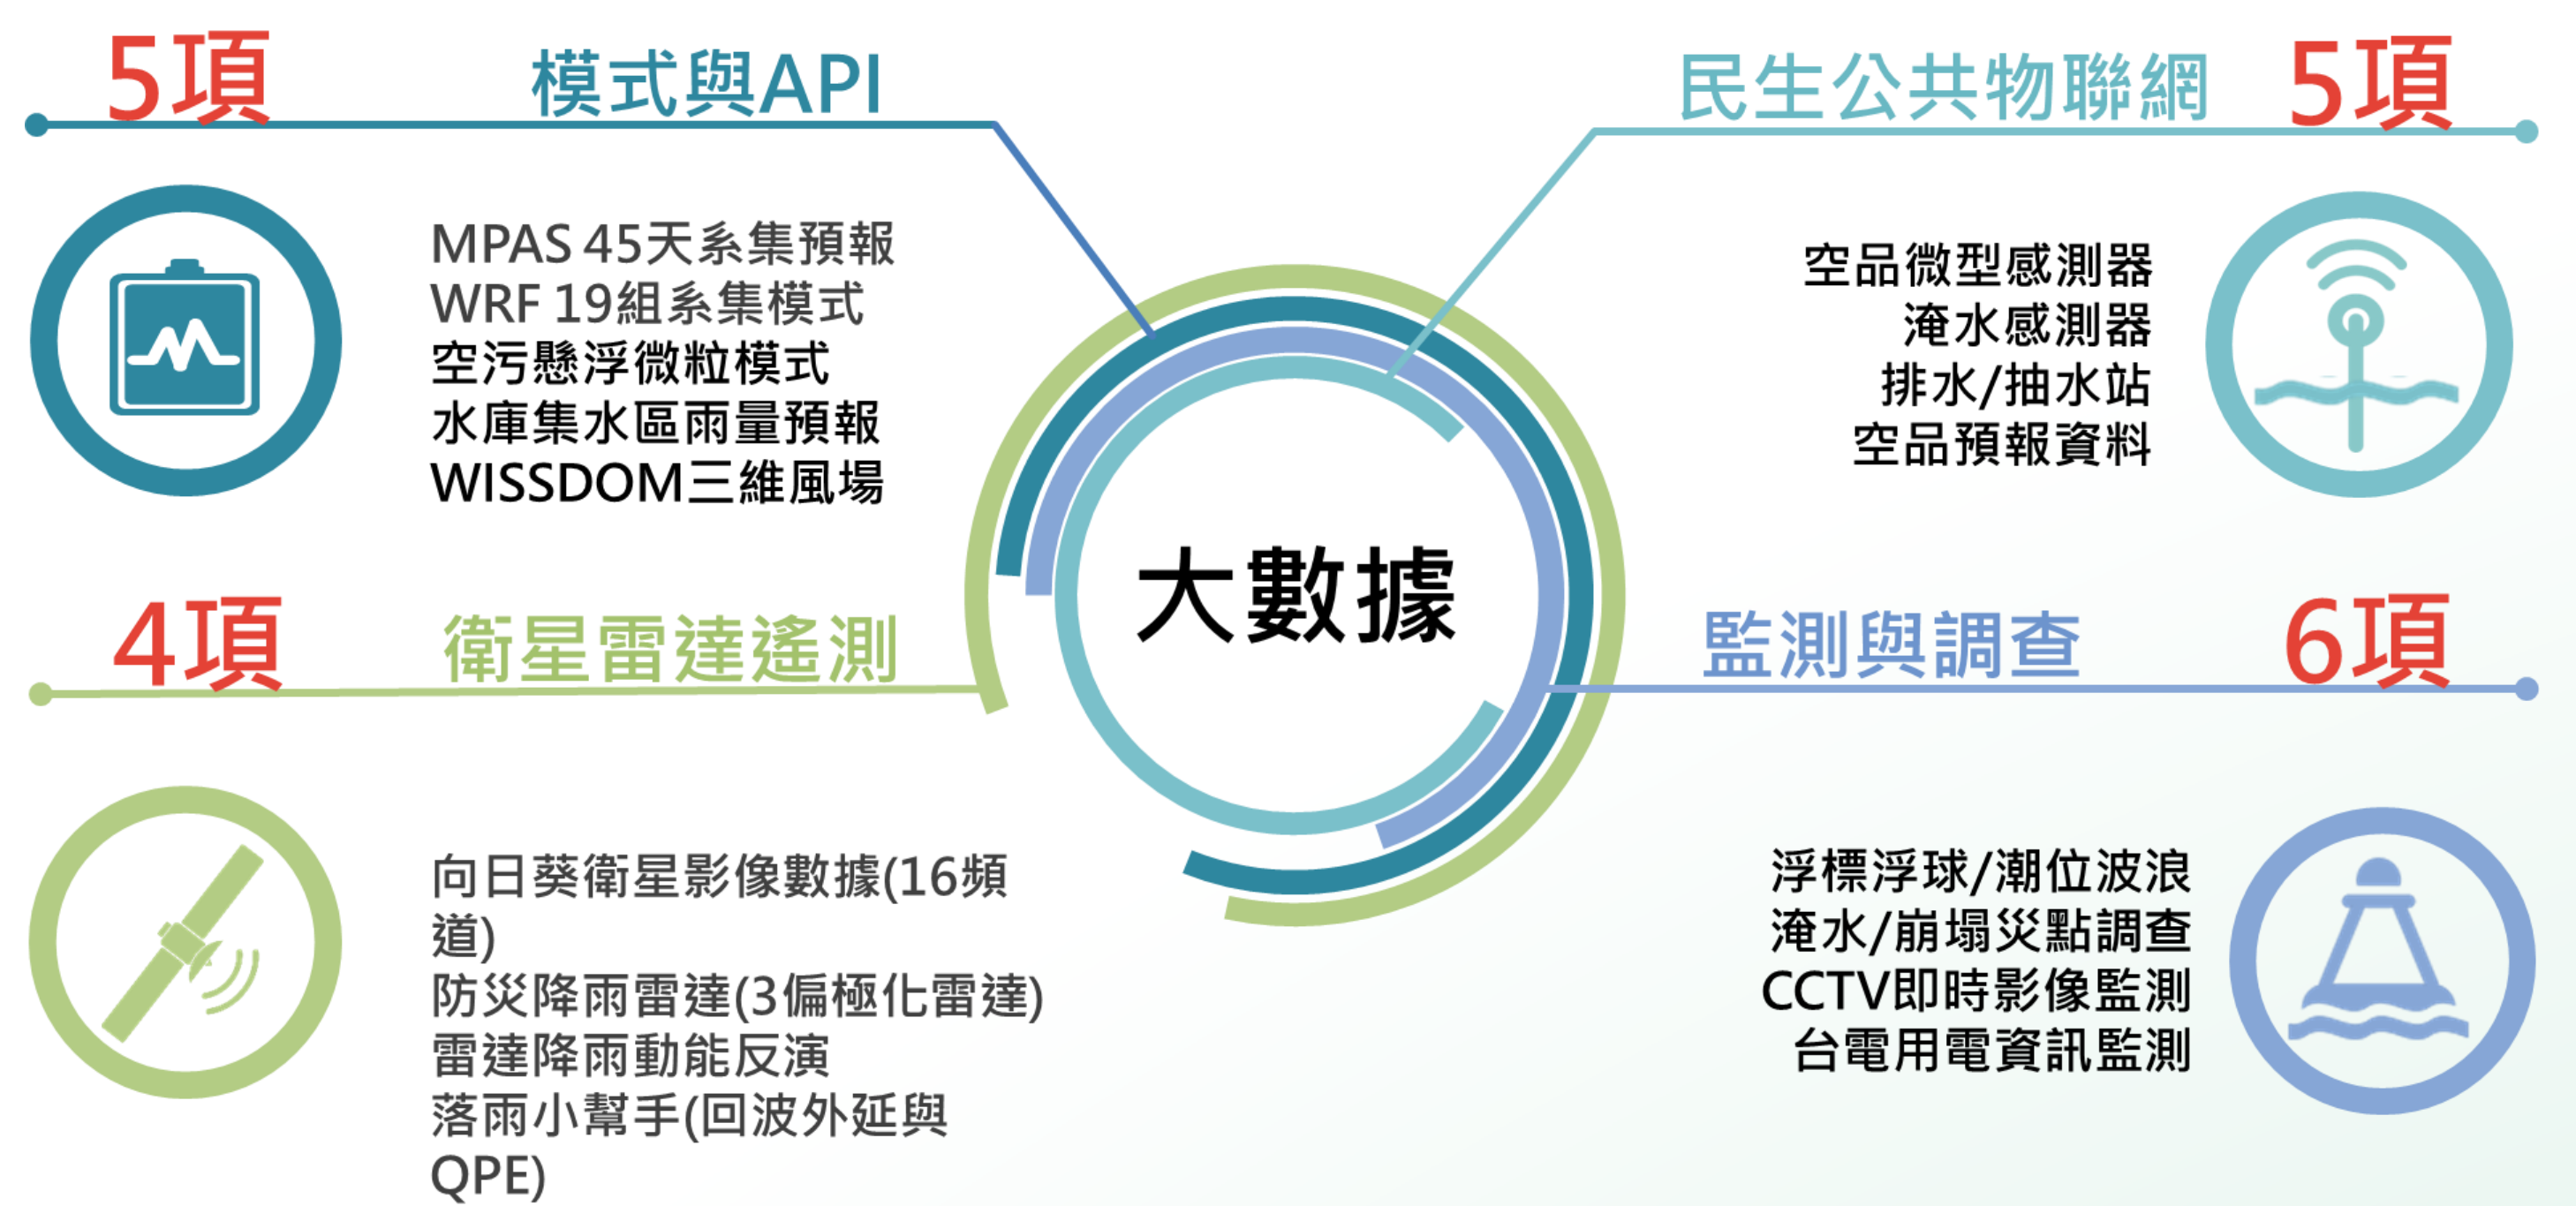 5項
模式與API
MPAS 45天系集預報
WRF 19組系集模式
空污懸浮微粒模式
水庫集水區雨量預報
WISSDOM三維風場
民生公共物聯網
5項
空品微型感測器
淹水感測器
排水/抽水站
空品預報資料
大數據
4項
衛星雷達遙測
向日葵衛星影像數據(16頻
道)
防災降雨雷達(3偏極化雷達)
雷達降雨動能反演
落雨小幫手(回波外延與
QPE)
監測與調查
6項
浮標浮球/潮位波浪
淹水/崩塌災點調查
CCTV即時影像監測
台電用電資訊監測